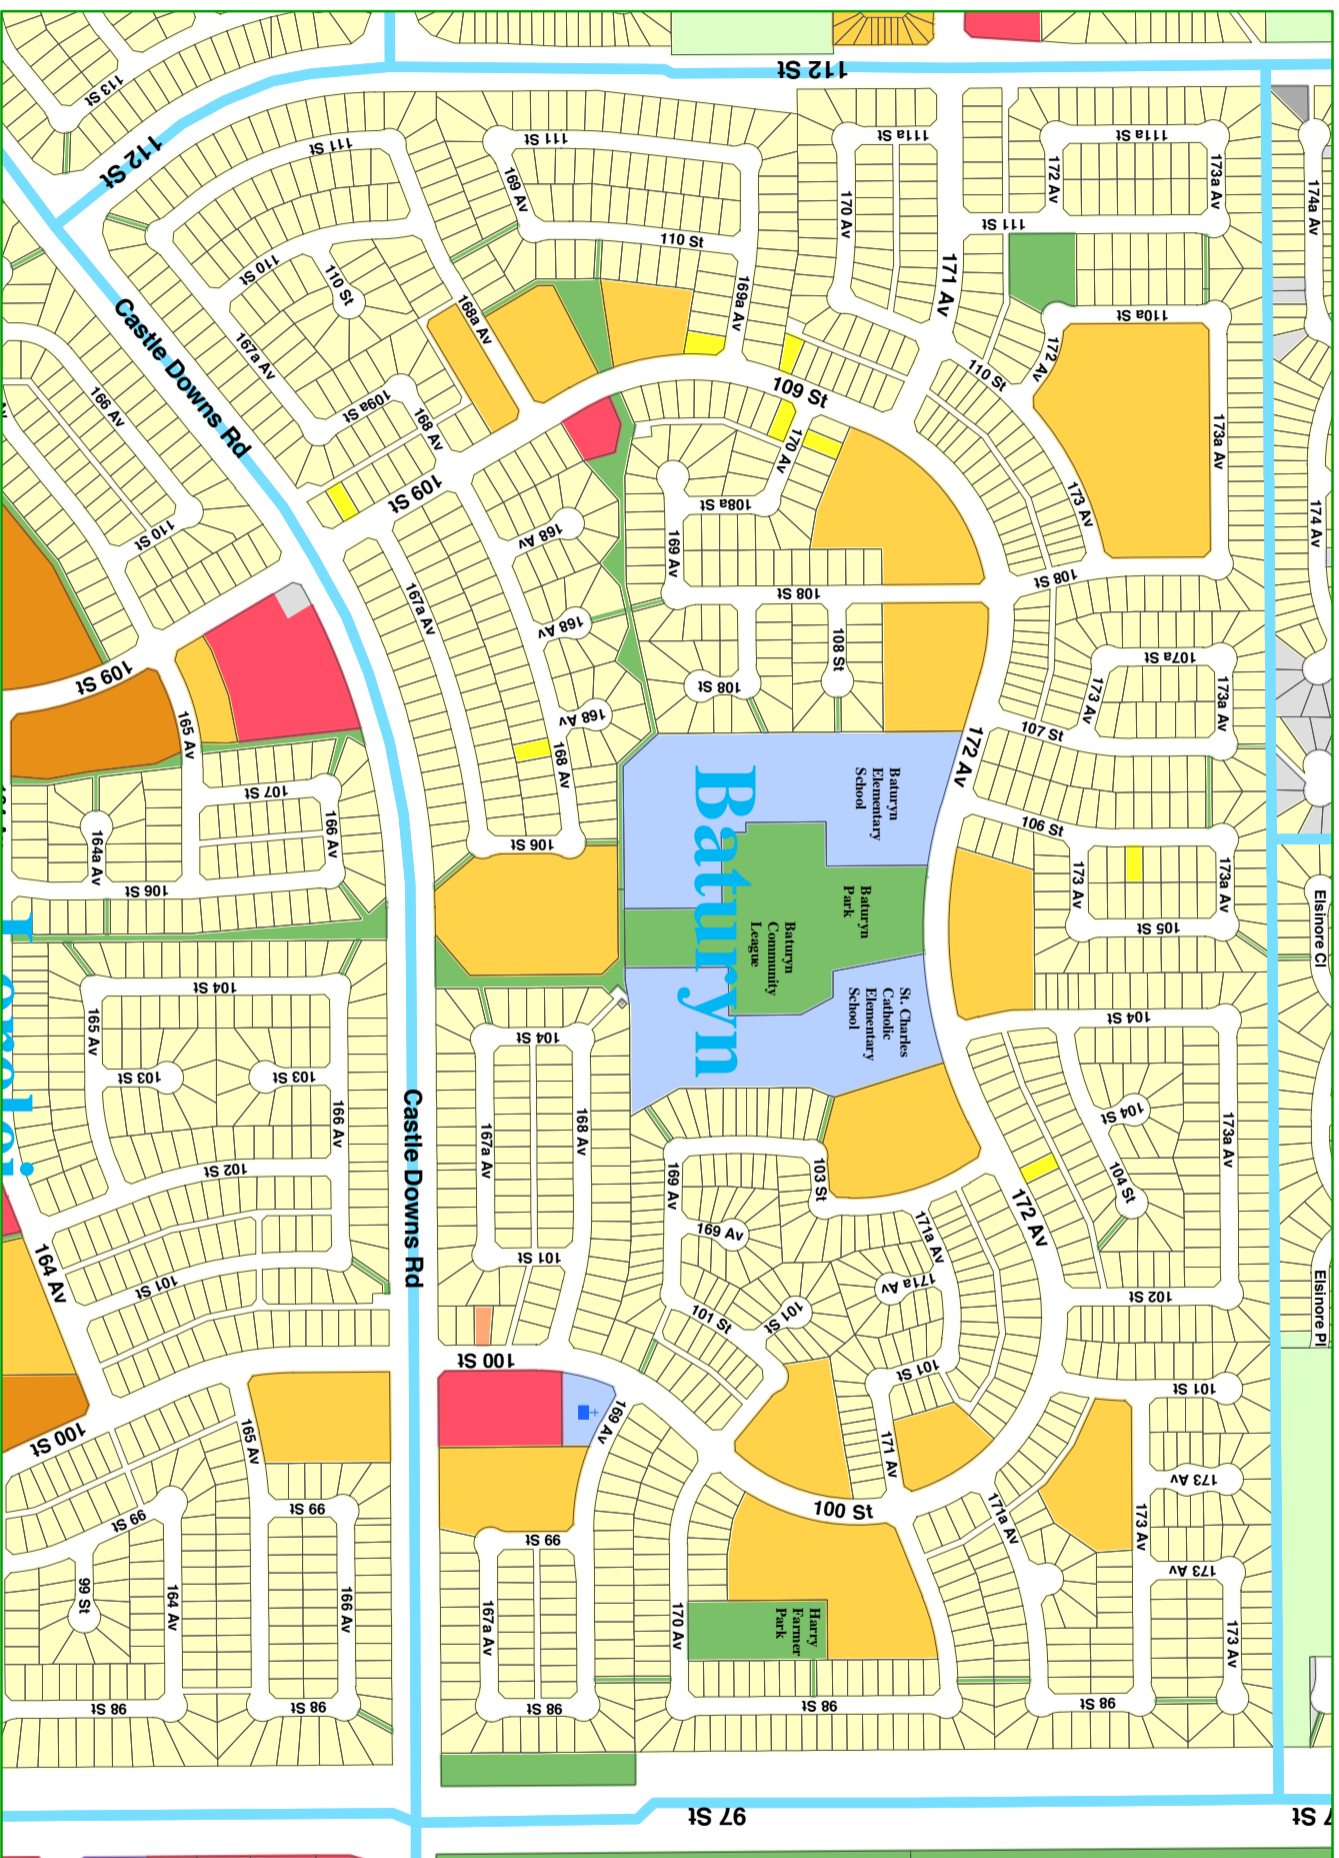 112 St
113 St
112 St
111 St
111 St
111a St
111a St
172 Av
173a Av
174a Av
169 Av
170 Av
111 St
110 St
110 St
110 St
171 Av
169a Av
168a Av
110a St
Castle Downs Rd
167a Av
172 Av
110 St
109 St
109a St
166 Av
168 Av
170 Av
173a Av
109 St
108a St
173 Av
174 Av
110 St
168 Av
169 Av
108 St
108 St
167a Av
168 Av
108 St
107a St
109 St
108 St
173 Av
173a Av
168 Av
165 Av
107 St
172 Av
168 Av
Baturyn
Elementary
School
107 St
166 Av
106 St
106 St
164a Av
173 Av
173a Av
Baturyn
106 St
Baturyn
Park
Baturyn
Community
League
105 St
Elsinore Cl
104 St
165 Av
St. Charles
Catholic
Elementary
School
104 St
104 St
103 St
103 St
166 Av
Castle Downs Rd
167a Av
168 Av
104 St
173a Av
102 St
169 Av
103 St
104 St
169 Av
172 Av
171a Av
164 Av
101 St
101 St
171a Av
102 St
Elsinore Pl
101 St
101 St
101 St
101 St
100 St
169 Av
100 St
165 Av
171 Av
173 Av
99 St
99 St
99 St
100 St
171a Av
173 Av
173 Av
99 St
164 Av
166 Av
167a Av
170 Av
Harry
Farmer
Park
173 Av
98 St
98 St
98 St
98 St
98 St
97 St